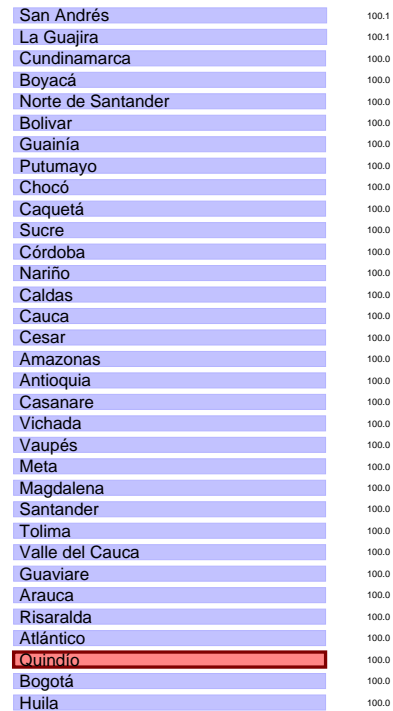 San Andrés 100.1
La Guajira 100.1
Cundinamarca 100.0
Boyacá 100.0
Norte de Santander 100.0
Bolivar 100.0
Guainía 100.0
Putumayo 100.0
Chocó 100.0
Caquetá 100.0
Sucre 100.0
Córdoba 100.0
Nariño 100.0
Caldas 100.0
Cauca 100.0
Cesar 100.0
Amazonas 100.0
Antioquia 100.0
Casanare 100.0
Vichada 100.0
Vaupés 100.0
Meta 100.0
Magdalena 100.0
Santander 100.0
Tolima 100.0
Valle del Cauca 100.0
Guaviare 100.0
Arauca 100.0
Risaralda 100.0
Atlántico 100.0
Quindío 100.0
Bogotá 100.0
Huila 100.0